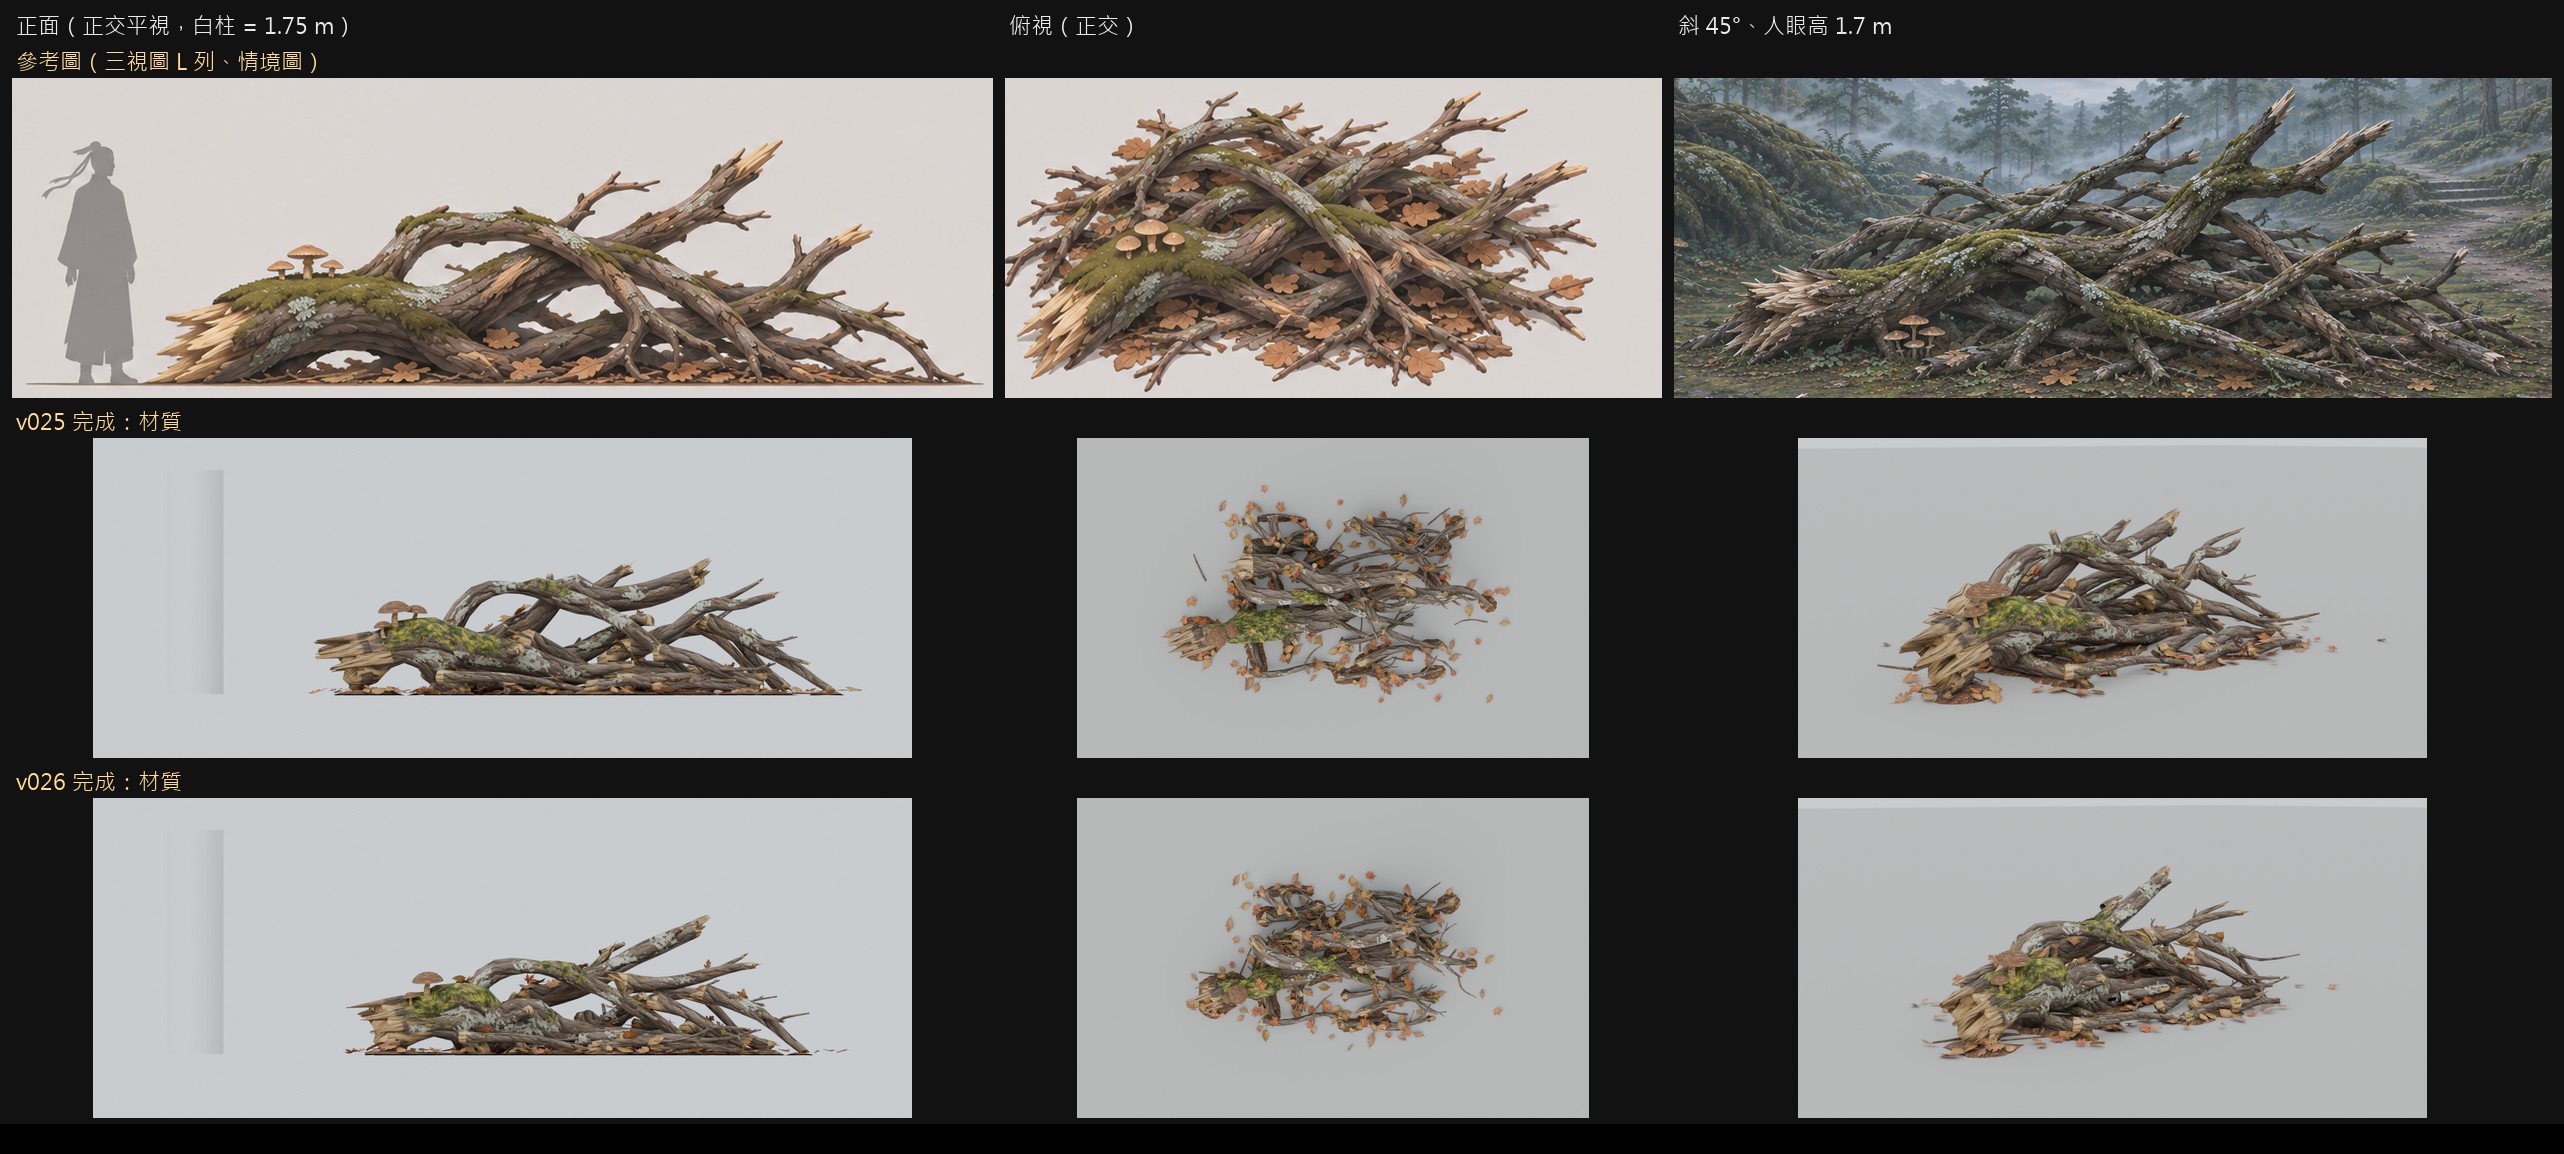 正面（正交平視，白柱 = 1.75 m）
俯視（正交）
斜 45°、人眼高 1.7 m
參考圖（三視圖 L 列、情境圖）
v025 完成：材質
v026 完成：材質